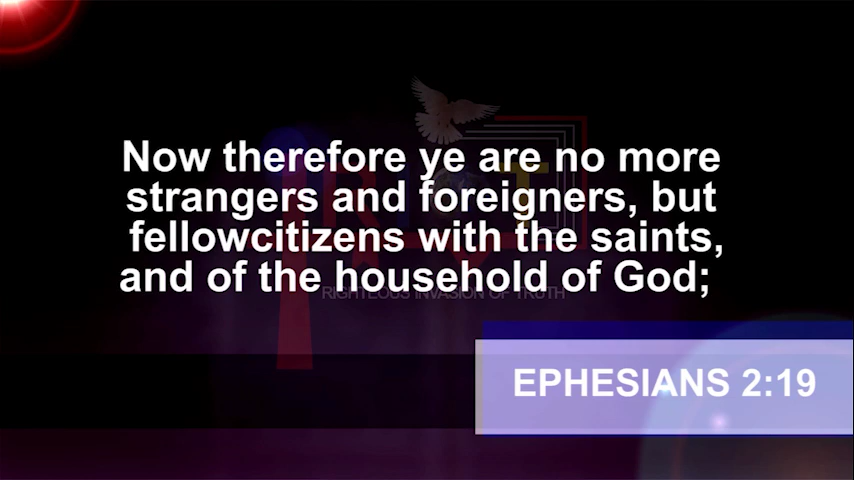 Now therefore ye are no more
strangers and foreigners, but
fellowcitizens with the saints,
and of the household of God;
RIGHTEOUS INVASION OF TRUTH
EPHESIANS 2:19